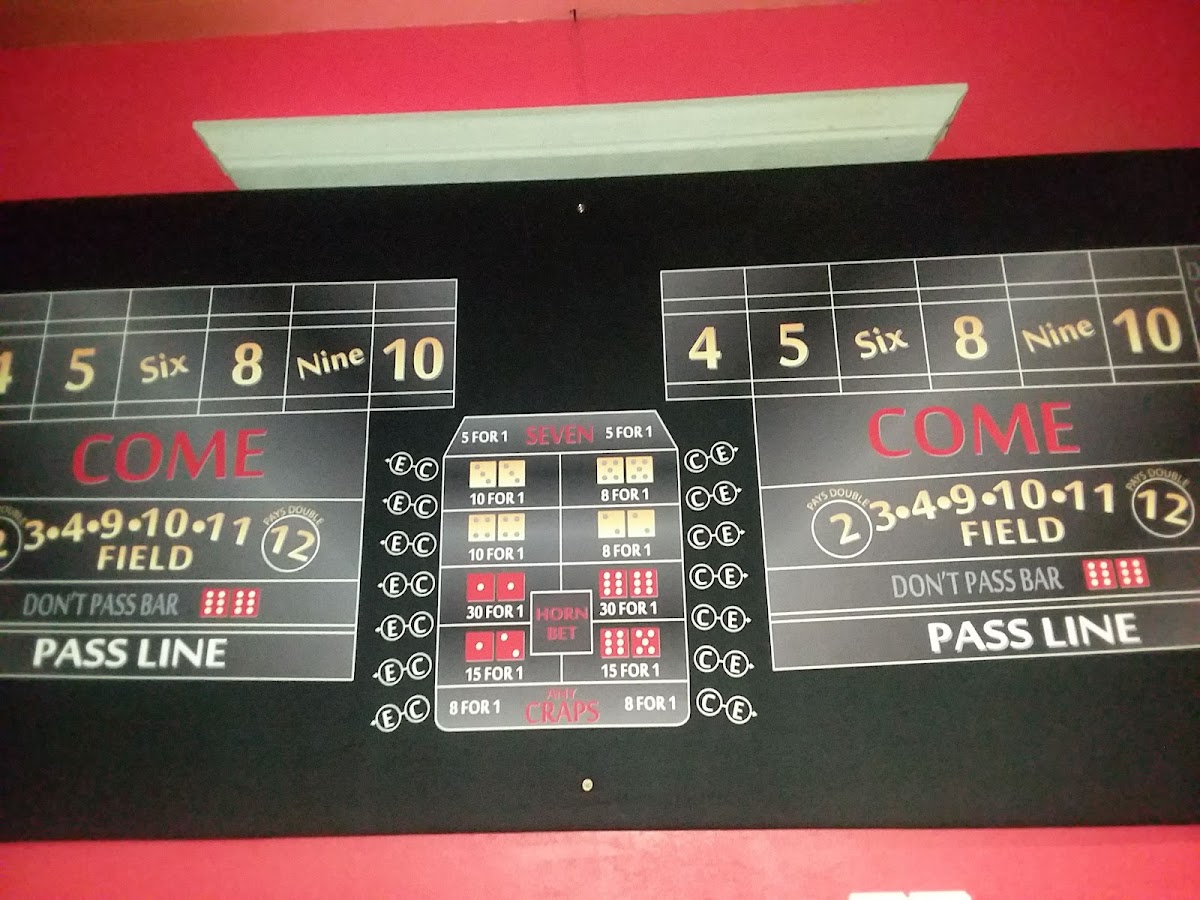 4 5 Six 8 Nine 10
COME
2 3•4•9•10•11 PAYS DOUBLE 12
FIELD
DON'T PASS BAR
PASS LINE
E C
E C
E C
E C
E C
E C
E C
5 FOR 1 SEVEN 5 FOR 1
10 FOR 1 8 FOR 1
10 FOR 1 8 FOR 1
30 FOR 1 30 FOR 1
HORN
BET
15 FOR 1 15 FOR 1
8 FOR 1 ANY CRAPS 8 FOR 1
C E
C E
C E
C E
C E
C E
C E
4 5 Six 8 Nine 10
COME
PAYS DOUBLE 2 3•4•9•10•11 PAYS DOUBLE 12
FIELD
DON'T PASS BAR
PASS LINE